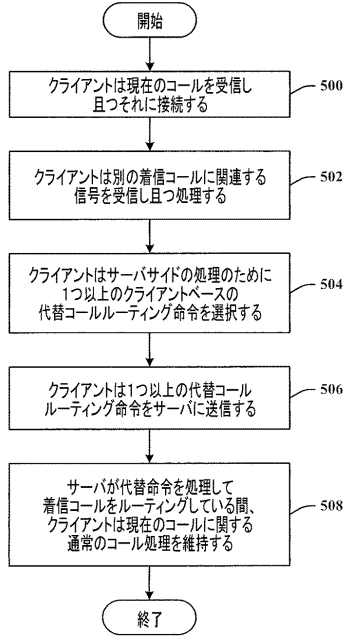 開始
クライアントは現在のコールを受信し
且つそれに接続する
500
クライアントは別の着信コールに関連する
信号を受信し且つ処理する
502
クライアントはサーバサイドの処理のために
1つ以上のクライアントベースの
代替コールルーティング命令を選択する
504
クライアントは1つ以上の代替コール
ルーティング命令をサーバに送信する
506
サーバが代替命令を処理して
着信コールをルーティングしている間、
クライアントは現在のコールに関する
通常のコール処理を維持する
508
終了